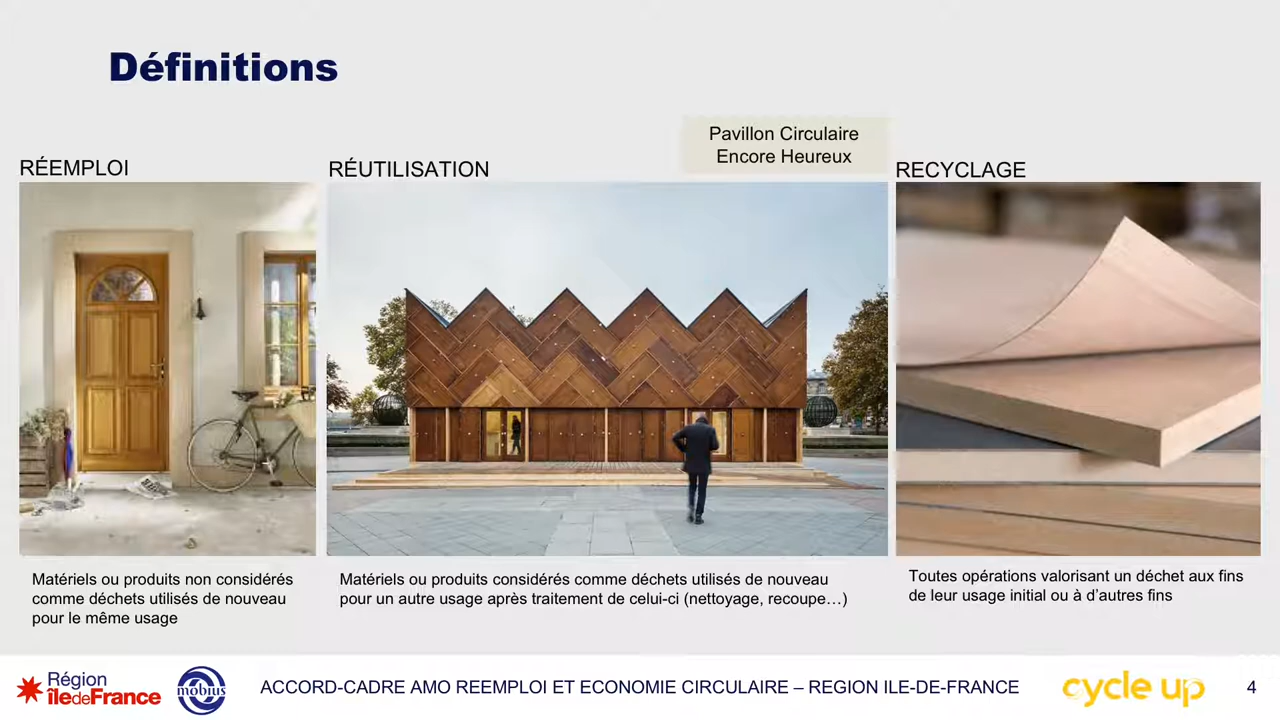 Définitions
Pavillon Circulaire
Encore Heureux
RÉEMPLOI
RÉUTILISATION
RECYCLAGE
Matériels ou produits non considérés
comme déchets utilisés de nouveau
pour le même usage
Matériels ou produits considérés comme déchets utilisés de nouveau
pour un autre usage après traitement de celui-ci (nettoyage, recoupe…)
Toutes opérations valorisant un déchet aux fins
de leur usage initial ou à d’autres fins
Région
îledeFrance
mobius
ACCORD-CADRE AMO REEMPLOI ET ECONOMIE CIRCULAIRE – REGION ILE-DE-FRANCE
cycle up
4